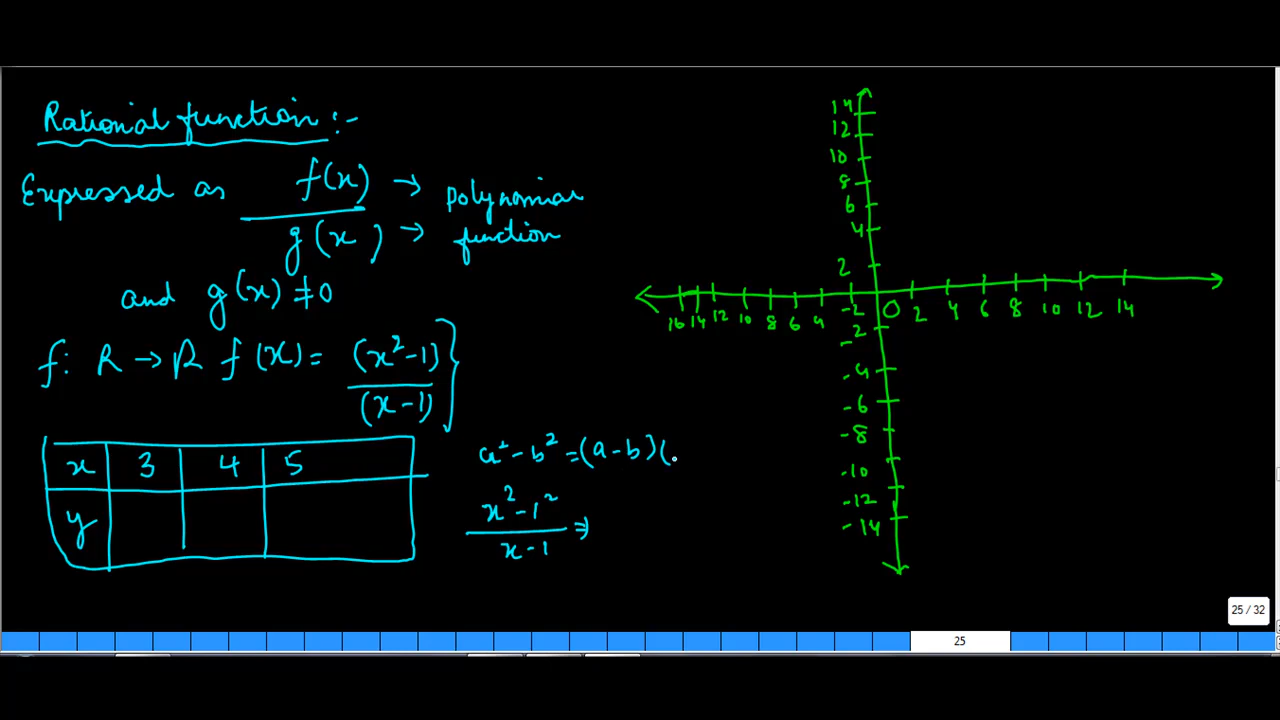 Rational function :-
Expressed as f(x) → polynomial
g(x) → function
and g(x) ≠ 0
f: R → R f(x) = (x²-1)
(x-1)
x 3 4 5
y
a² - b² = (a - b)(
x² - 1² ⇒
x - 1
14
12
10
8
6
4
2
16 14 12 10 8 6 4 -2 0 2 4 6 8 10 12 14
-2
-4
-6
-8
-10
-12
-14
25 / 32
25